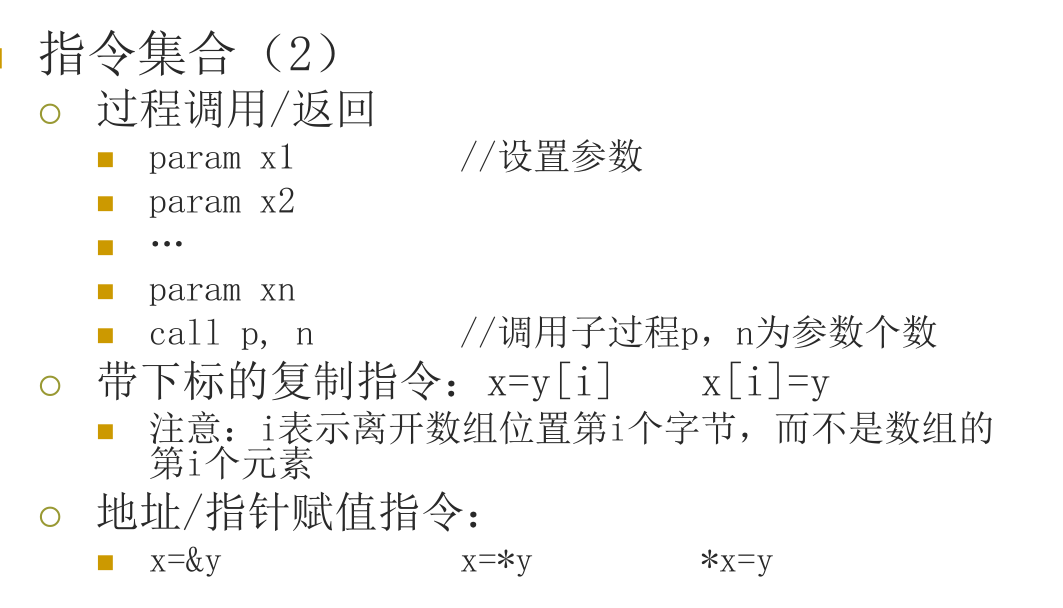 指令集合（2）
过程调用/返回
param x1 //设置参数
param x2
…
param xn
call p, n //调用子过程p，n为参数个数
带下标的复制指令：x=y[i] x[i]=y
注意：i表示离开数组位置第i个字节，而不是数组的
第i个元素
地址/指针赋值指令：
x=&y x=*y *x=y